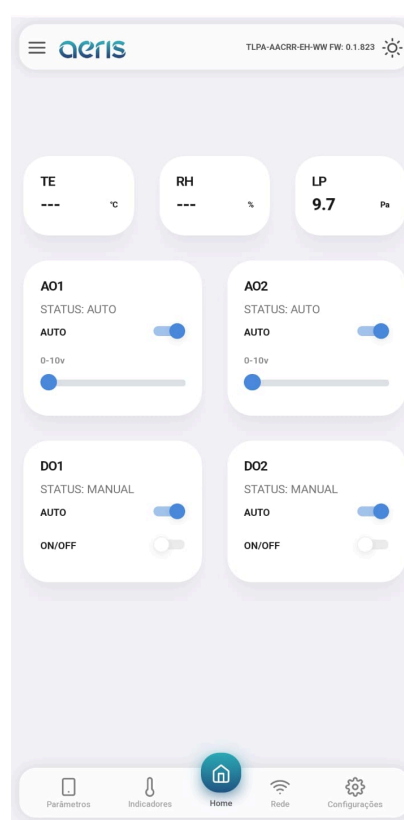 aeris
TLPA-AACRR-EH-WW FW: 0.1.823
TE
--- °C
RH
--- %
LP
9.7 Pa
AO1
STATUS: AUTO
AUTO
0-10v
AO2
STATUS: AUTO
AUTO
0-10v
DO1
STATUS: MANUAL
AUTO
ON/OFF
DO2
STATUS: MANUAL
AUTO
ON/OFF
Parâmetros
Indicadores
Home
Rede
Configurações